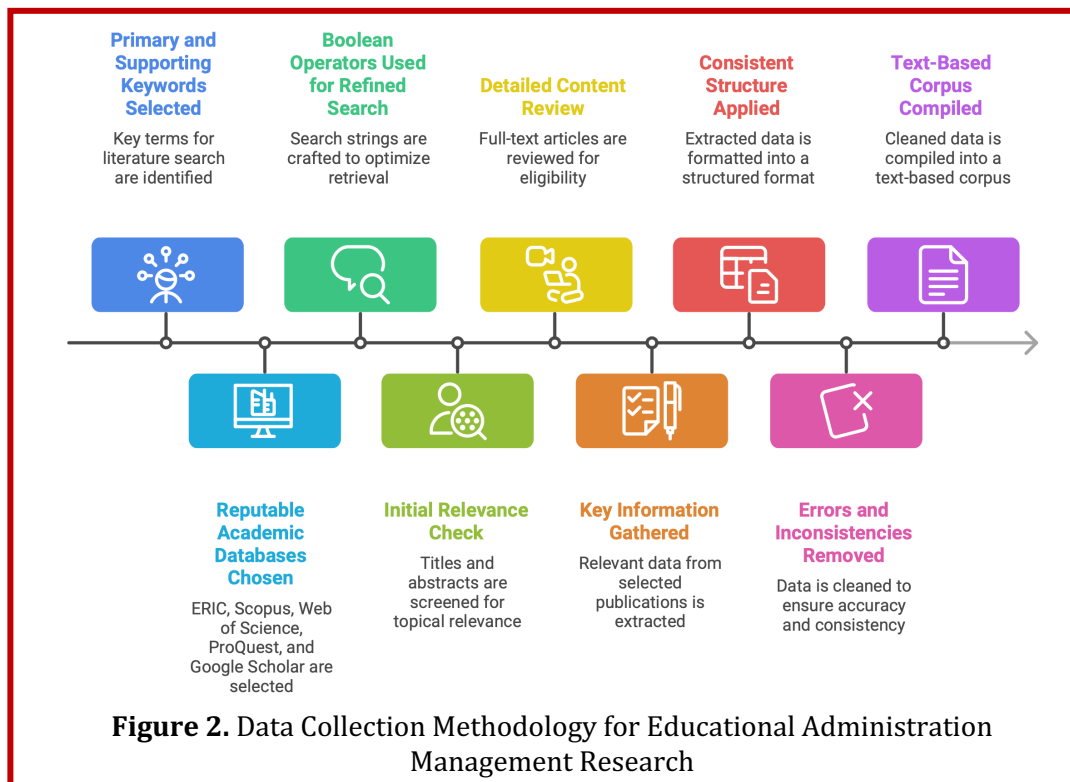 Primary and
Supporting
Keywords
Selected
Key terms for
literature search
are identified
Boolean
Operators Used
for Refined
Search
Search strings are
crafted to optimize
retrieval
Detailed Content
Review
Full-text articles are
reviewed for
eligibility
Consistent
Structure
Applied
Extracted data is
formatted into a
structured format
Text-Based
Corpus
Compiled
Cleaned data is
compiled into a
text-based corpus
Reputable
Academic
Databases
Chosen
ERIC, Scopus, Web
of Science,
ProQuest, and
Google Scholar are
selected
Initial Relevance
Check
Titles and
abstracts are
screened for
topical relevance
Key Information
Gathered
Relevant data from
selected
publications is
extracted
Errors and
Inconsistencies
Removed
Data is cleaned to
ensure accuracy
and consistency
Figure 2. Data Collection Methodology for Educational Administration
Management Research